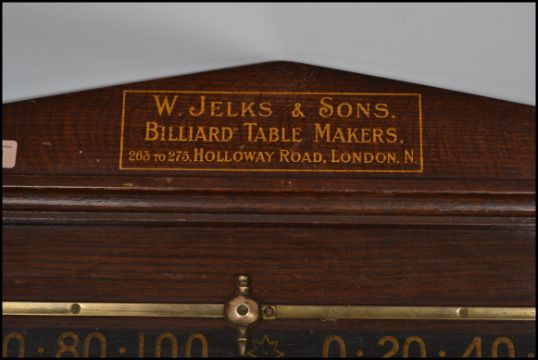 W. JELKS & SONS.
BILLIARD TABLE MAKERS.
263 TO 275, HOLLOWAY ROAD, LONDON, N.
0 · 80 · 100 0 · 20 · 40